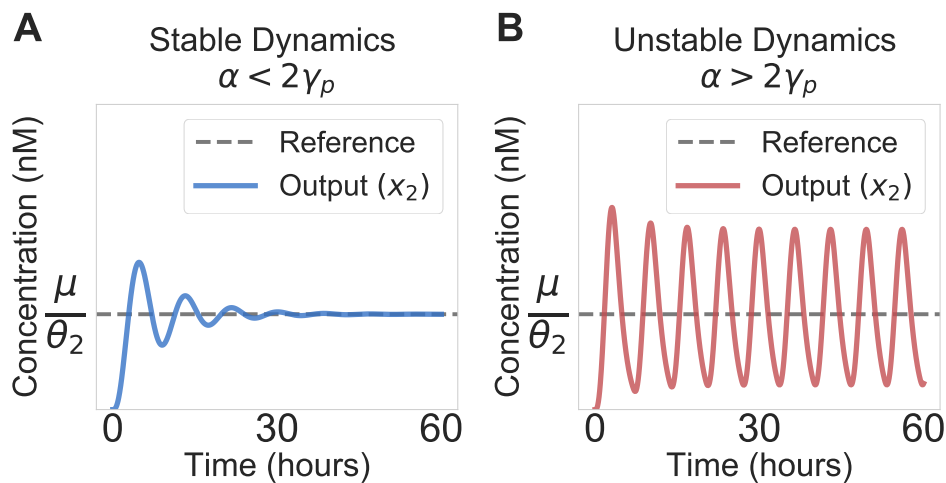 A
Stable Dynamics
α < 2γₚ
Reference
Output (x₂)
Concentration (nM)
μ
θ₂
0
30
60
Time (hours)
B
Unstable Dynamics
α > 2γₚ
Reference
Output (x₂)
Concentration (nM)
μ
θ₂
0
30
60
Time (hours)